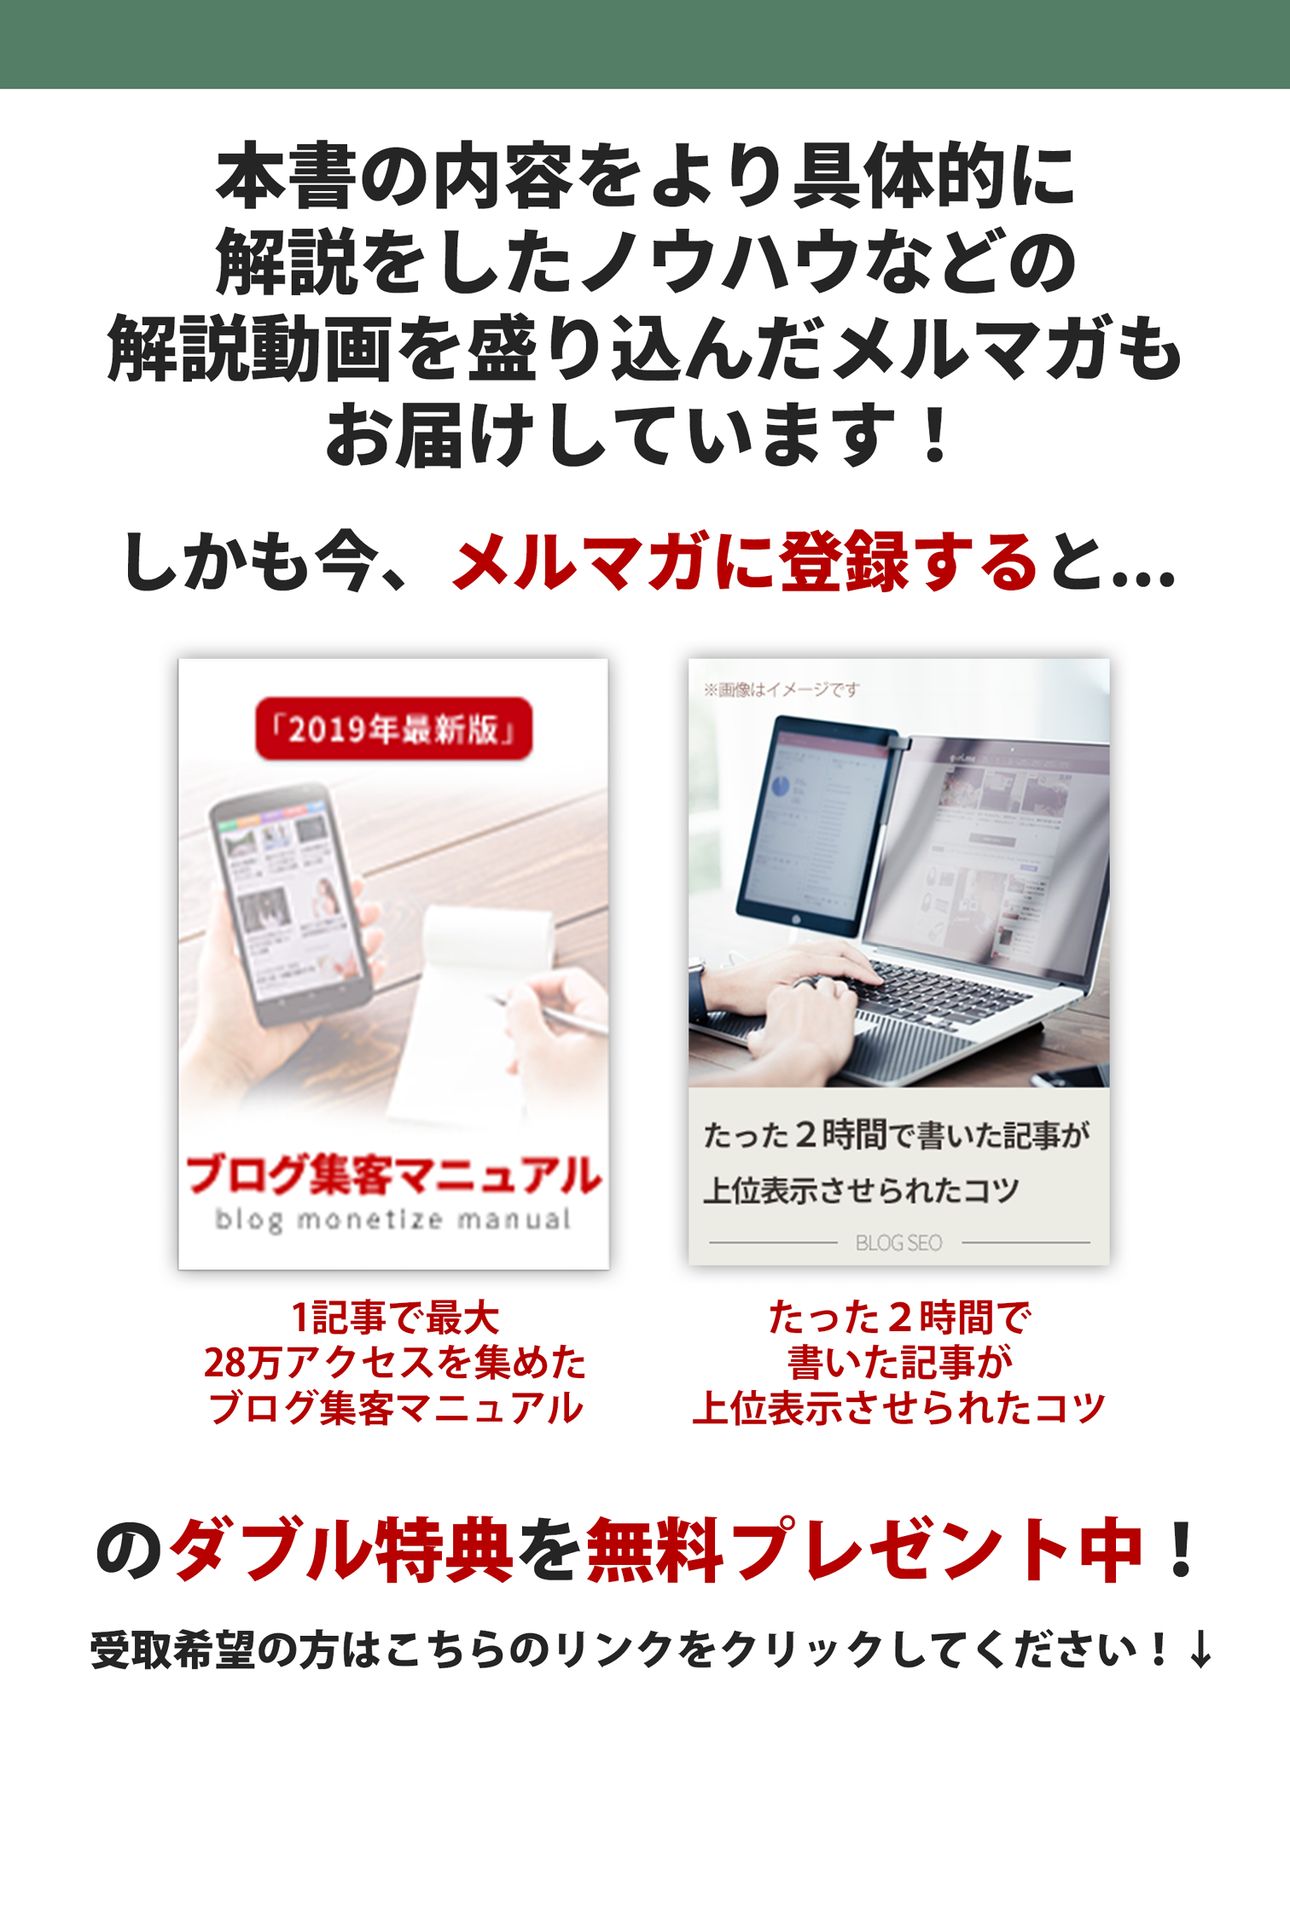 本書の内容をより具体的に
解説をしたノウハウなどの
解説動画を盛り込んだメルマガも
お届けしています！
しかも今、メルマガに登録すると...
「2019年最新版」
ブログ集客マニュアル
blog monetize manual
※画像はイメージです
たった２時間で書いた記事が
上位表示させられたコツ
BLOG SEO
1記事で最大
28万アクセスを集めた
ブログ集客マニュアル
たった２時間で
書いた記事が
上位表示させられたコツ
のダブル特典を無料プレゼント中！
受取希望の方はこちらのリンクをクリックしてください！↓